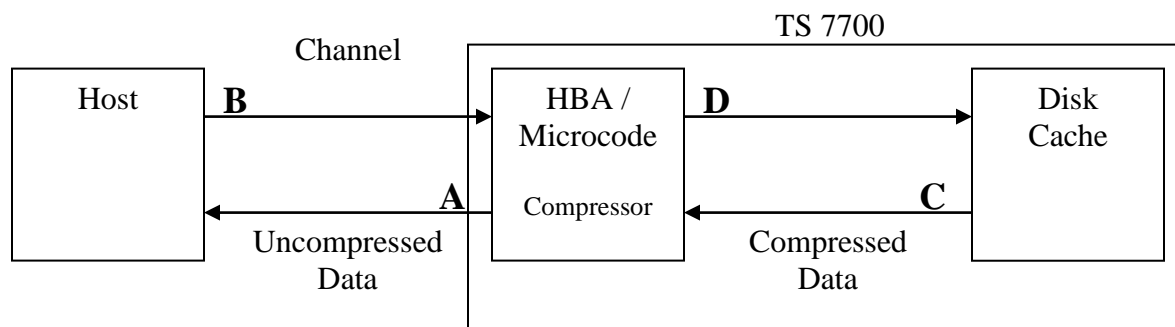 TS 7700
Channel
Host
B
HBA /
Microcode
D
Disk
Cache
A
Compressor
C
Uncompressed
Data
Compressed
Data